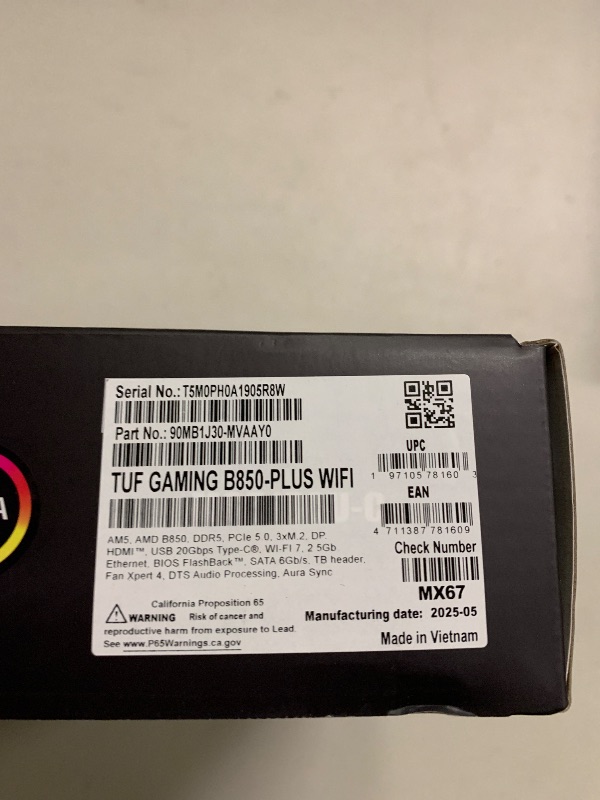 Serial No.: T5M0PH0A1905R8W
Part No.: 90MB1J30-MVAAY0
TUF GAMING B850-PLUS WIFI
AM5, AMD B850, DDR5, PCIe 5.0, 3xM.2, DP
HDMI™, USB 20Gbps Type-C®, WI-FI 7, 2.5Gb
Ethernet, BIOS FlashBack™, SATA 6Gb/s, TB header,
Fan Xpert 4, DTS Audio Processing, Aura Sync
California Proposition 65
WARNING Risk of cancer and
reproductive harm from exposure to Lead.
See www.P65Warnings.ca.gov
UPC
1 97105 78160 3
EAN
4 711387 781609
Check Number
MX67
Manufacturing date: 2025-05
Made in Vietnam
A